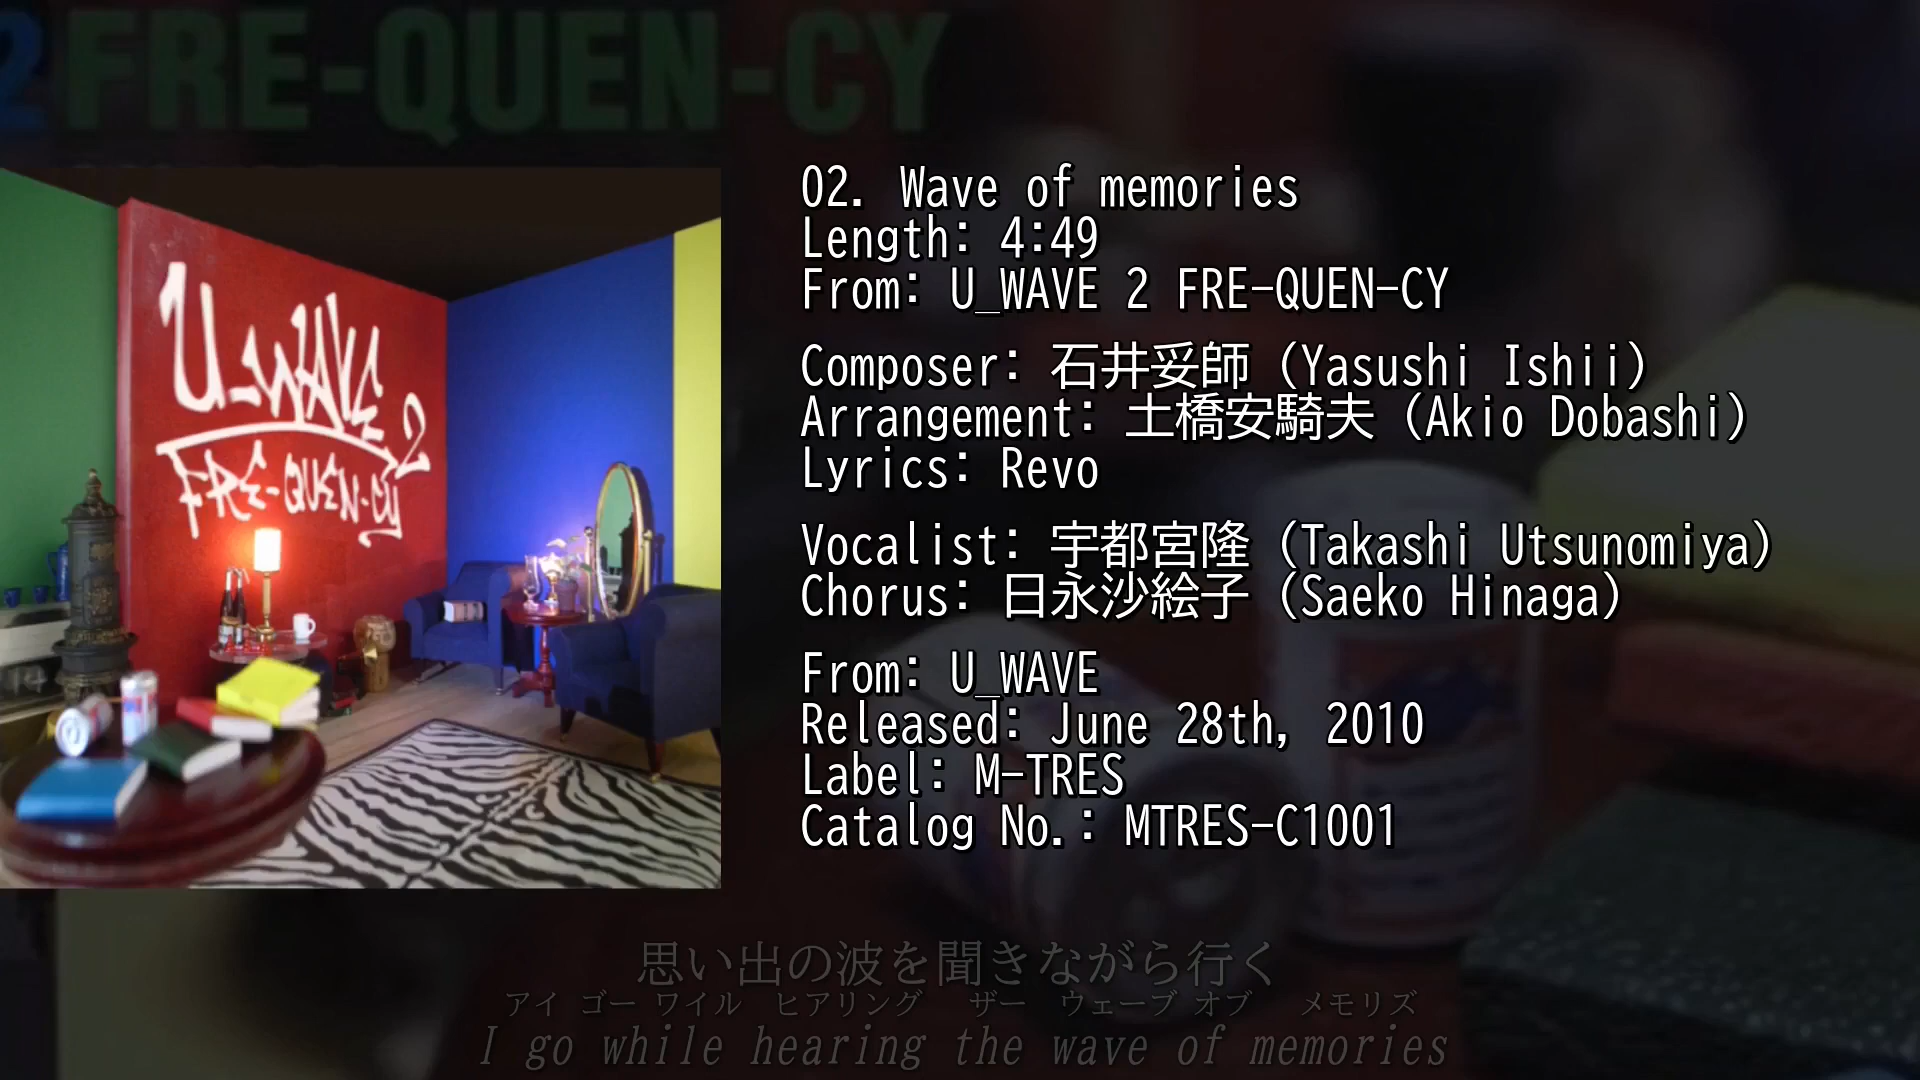 2 FRE-QUEN-CY
U_WAVE 2
FRE-QUEN-CY
02. Wave of memories
Length: 4:49
From: U_WAVE 2 FRE-QUEN-CY
Composer: 石井妥師 (Yasushi Ishii)
Arrangement: 土橋安騎夫 (Akio Dobashi)
Lyrics: Revo
Vocalist: 宇都宮隆 (Takashi Utsunomiya)
Chorus: 日永沙絵子 (Saeko Hinaga)
From: U_WAVE
Released: June 28th, 2010
Label: M-TRES
Catalog No.: MTRES-C1001
思い出の波を聞きながら行く
アイ ゴー ワイル ヒアリング ザー ウェーブ オブ メモリズ
I go while hearing the wave of memories